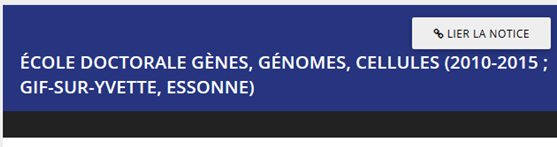 LIER LA NOTICE
ÉCOLE DOCTORALE GÈNES, GÉNOMES, CELLULES (2010-2015 ;
GIF-SUR-YVETTE, ESSONNE)